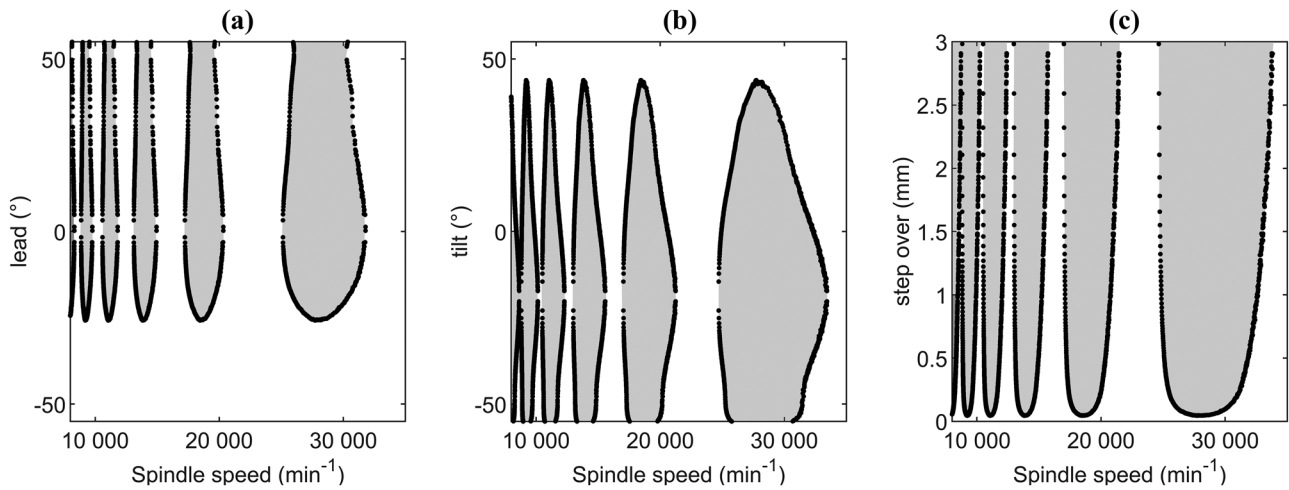 (a)
50
0
-50
lead (°)
10 000
20 000
30 000
Spindle speed (min⁻¹)
(b)
50
0
-50
tilt (°)
10 000
20 000
30 000
Spindle speed (min⁻¹)
(c)
3
2.5
2
1.5
1
0.5
0
step over (mm)
10 000
20 000
30 000
Spindle speed (min⁻¹)